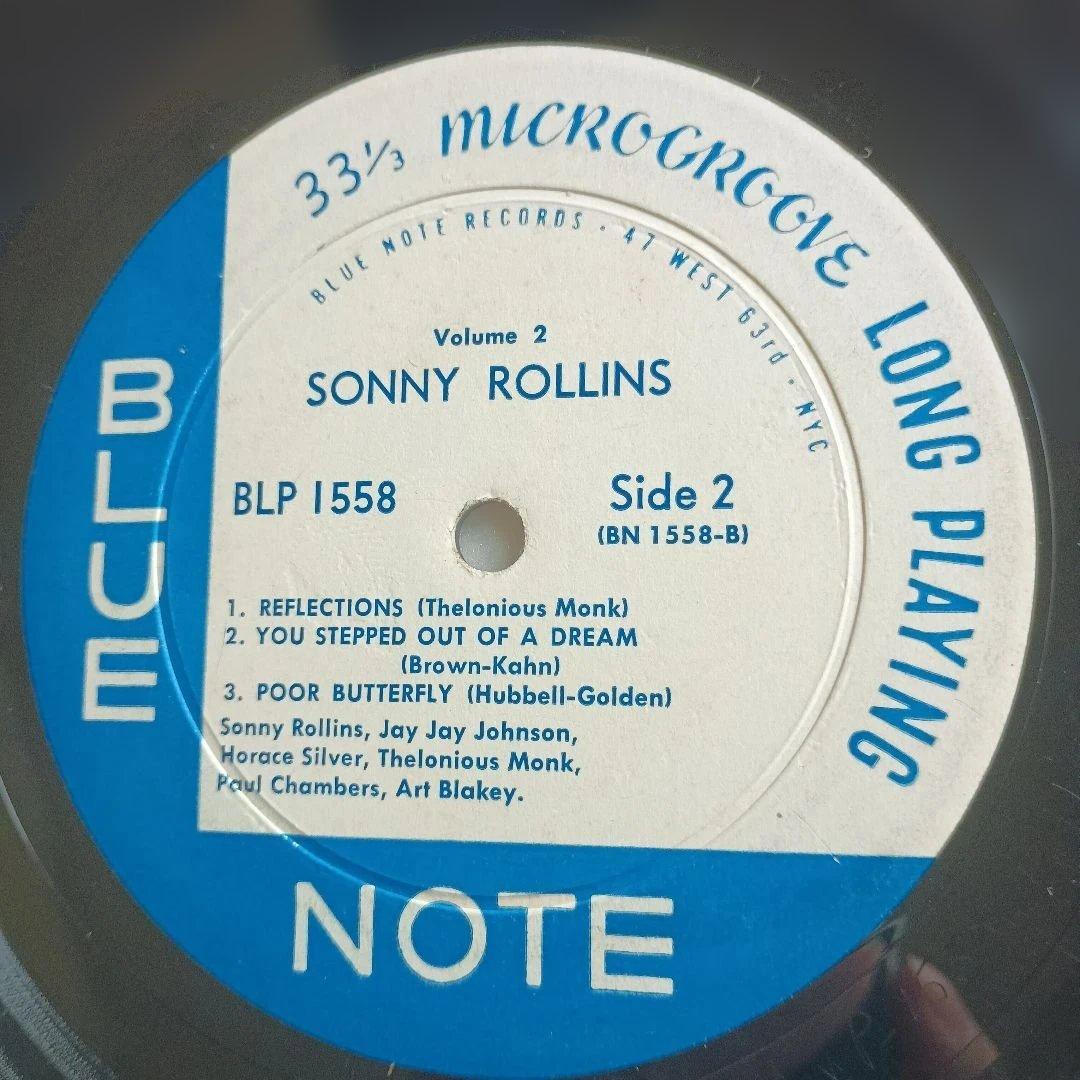 33⅓ MICROGROOVE LONG PLAYING
BLUE NOTE RECORDS · 47 WEST 63rd · NYC
Volume 2
SONNY ROLLINS
BLP 1558
Side 2
(BN 1558-B)
1. REFLECTIONS (Thelonious Monk)
2. YOU STEPPED OUT OF A DREAM
(Brown-Kahn)
3. POOR BUTTERFLY (Hubbell-Golden)
Sonny Rollins, Jay Jay Johnson,
Horace Silver, Thelonious Monk,
Paul Chambers, Art Blakey.
BLUE
NOTE